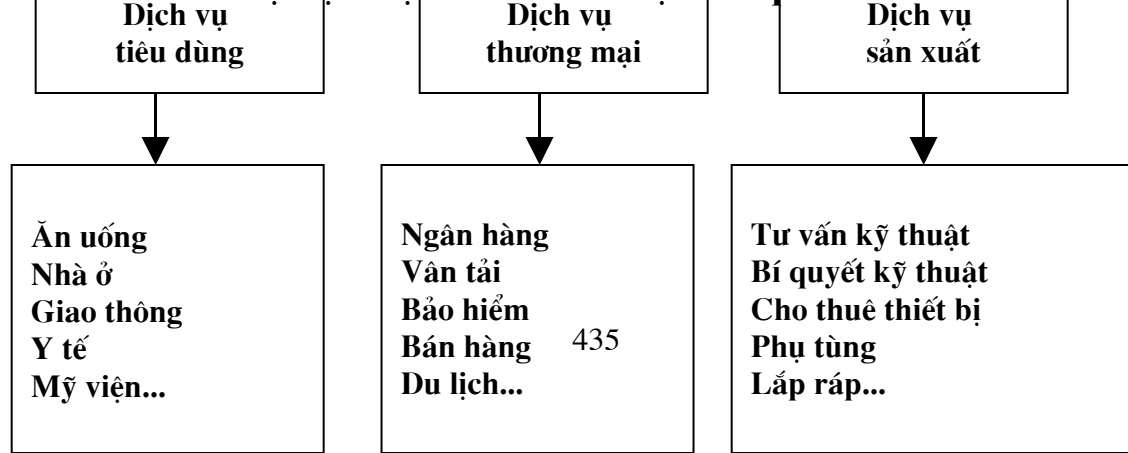 Dịch vụ
tiêu dùng
Dịch vụ
thương mại
Dịch vụ
sản xuất
Ăn uống
Nhà ở
Giao thông
Y tế
Mỹ viện...
Ngân hàng
Vân tải
Bảo hiểm
Bán hàng
Du lịch...
435
Tư vấn kỹ thuật
Bí quyết kỹ thuật
Cho thuê thiết bị
Phụ tùng
Lắp ráp...